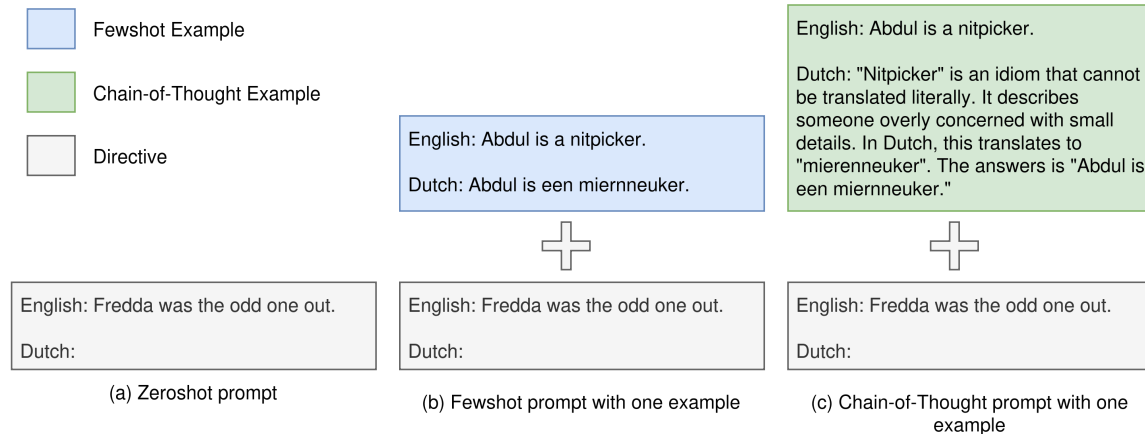 Fewshot Example
Chain-of-Thought Example
Directive
English: Fredda was the odd one out.
Dutch:
(a) Zeroshot prompt
English: Abdul is a nitpicker.
Dutch: Abdul is een miernneuker.
English: Fredda was the odd one out.
Dutch:
(b) Fewshot prompt with one example
English: Abdul is a nitpicker.
Dutch: "Nitpicker" is an idiom that cannot
be translated literally. It describes
someone overly concerned with small
details. In Dutch, this translates to
"mierenneuker". The answers is "Abdul is
een miernneuker."
English: Fredda was the odd one out.
Dutch:
(c) Chain-of-Thought prompt with one
example